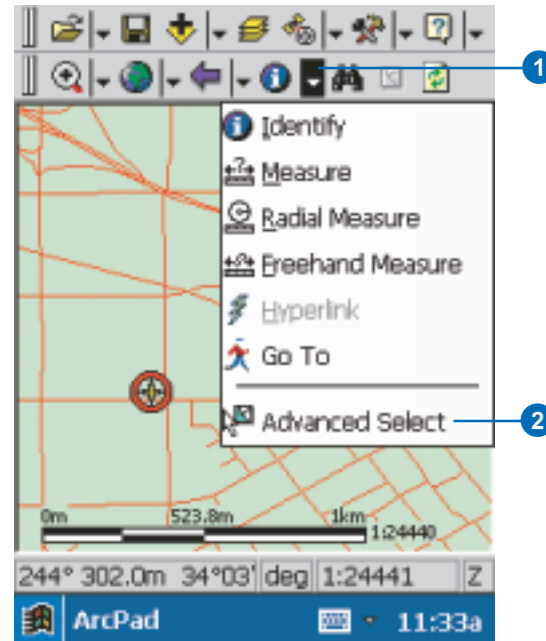 1
Identify
Measure
Radial Measure
Freehand Measure
Hyperlink
Go To
Advanced Select
2
0m 523.8m 1km
1:24440
244° 302.0m 34°03' deg 1:24441 Z
ArcPad 11:33a